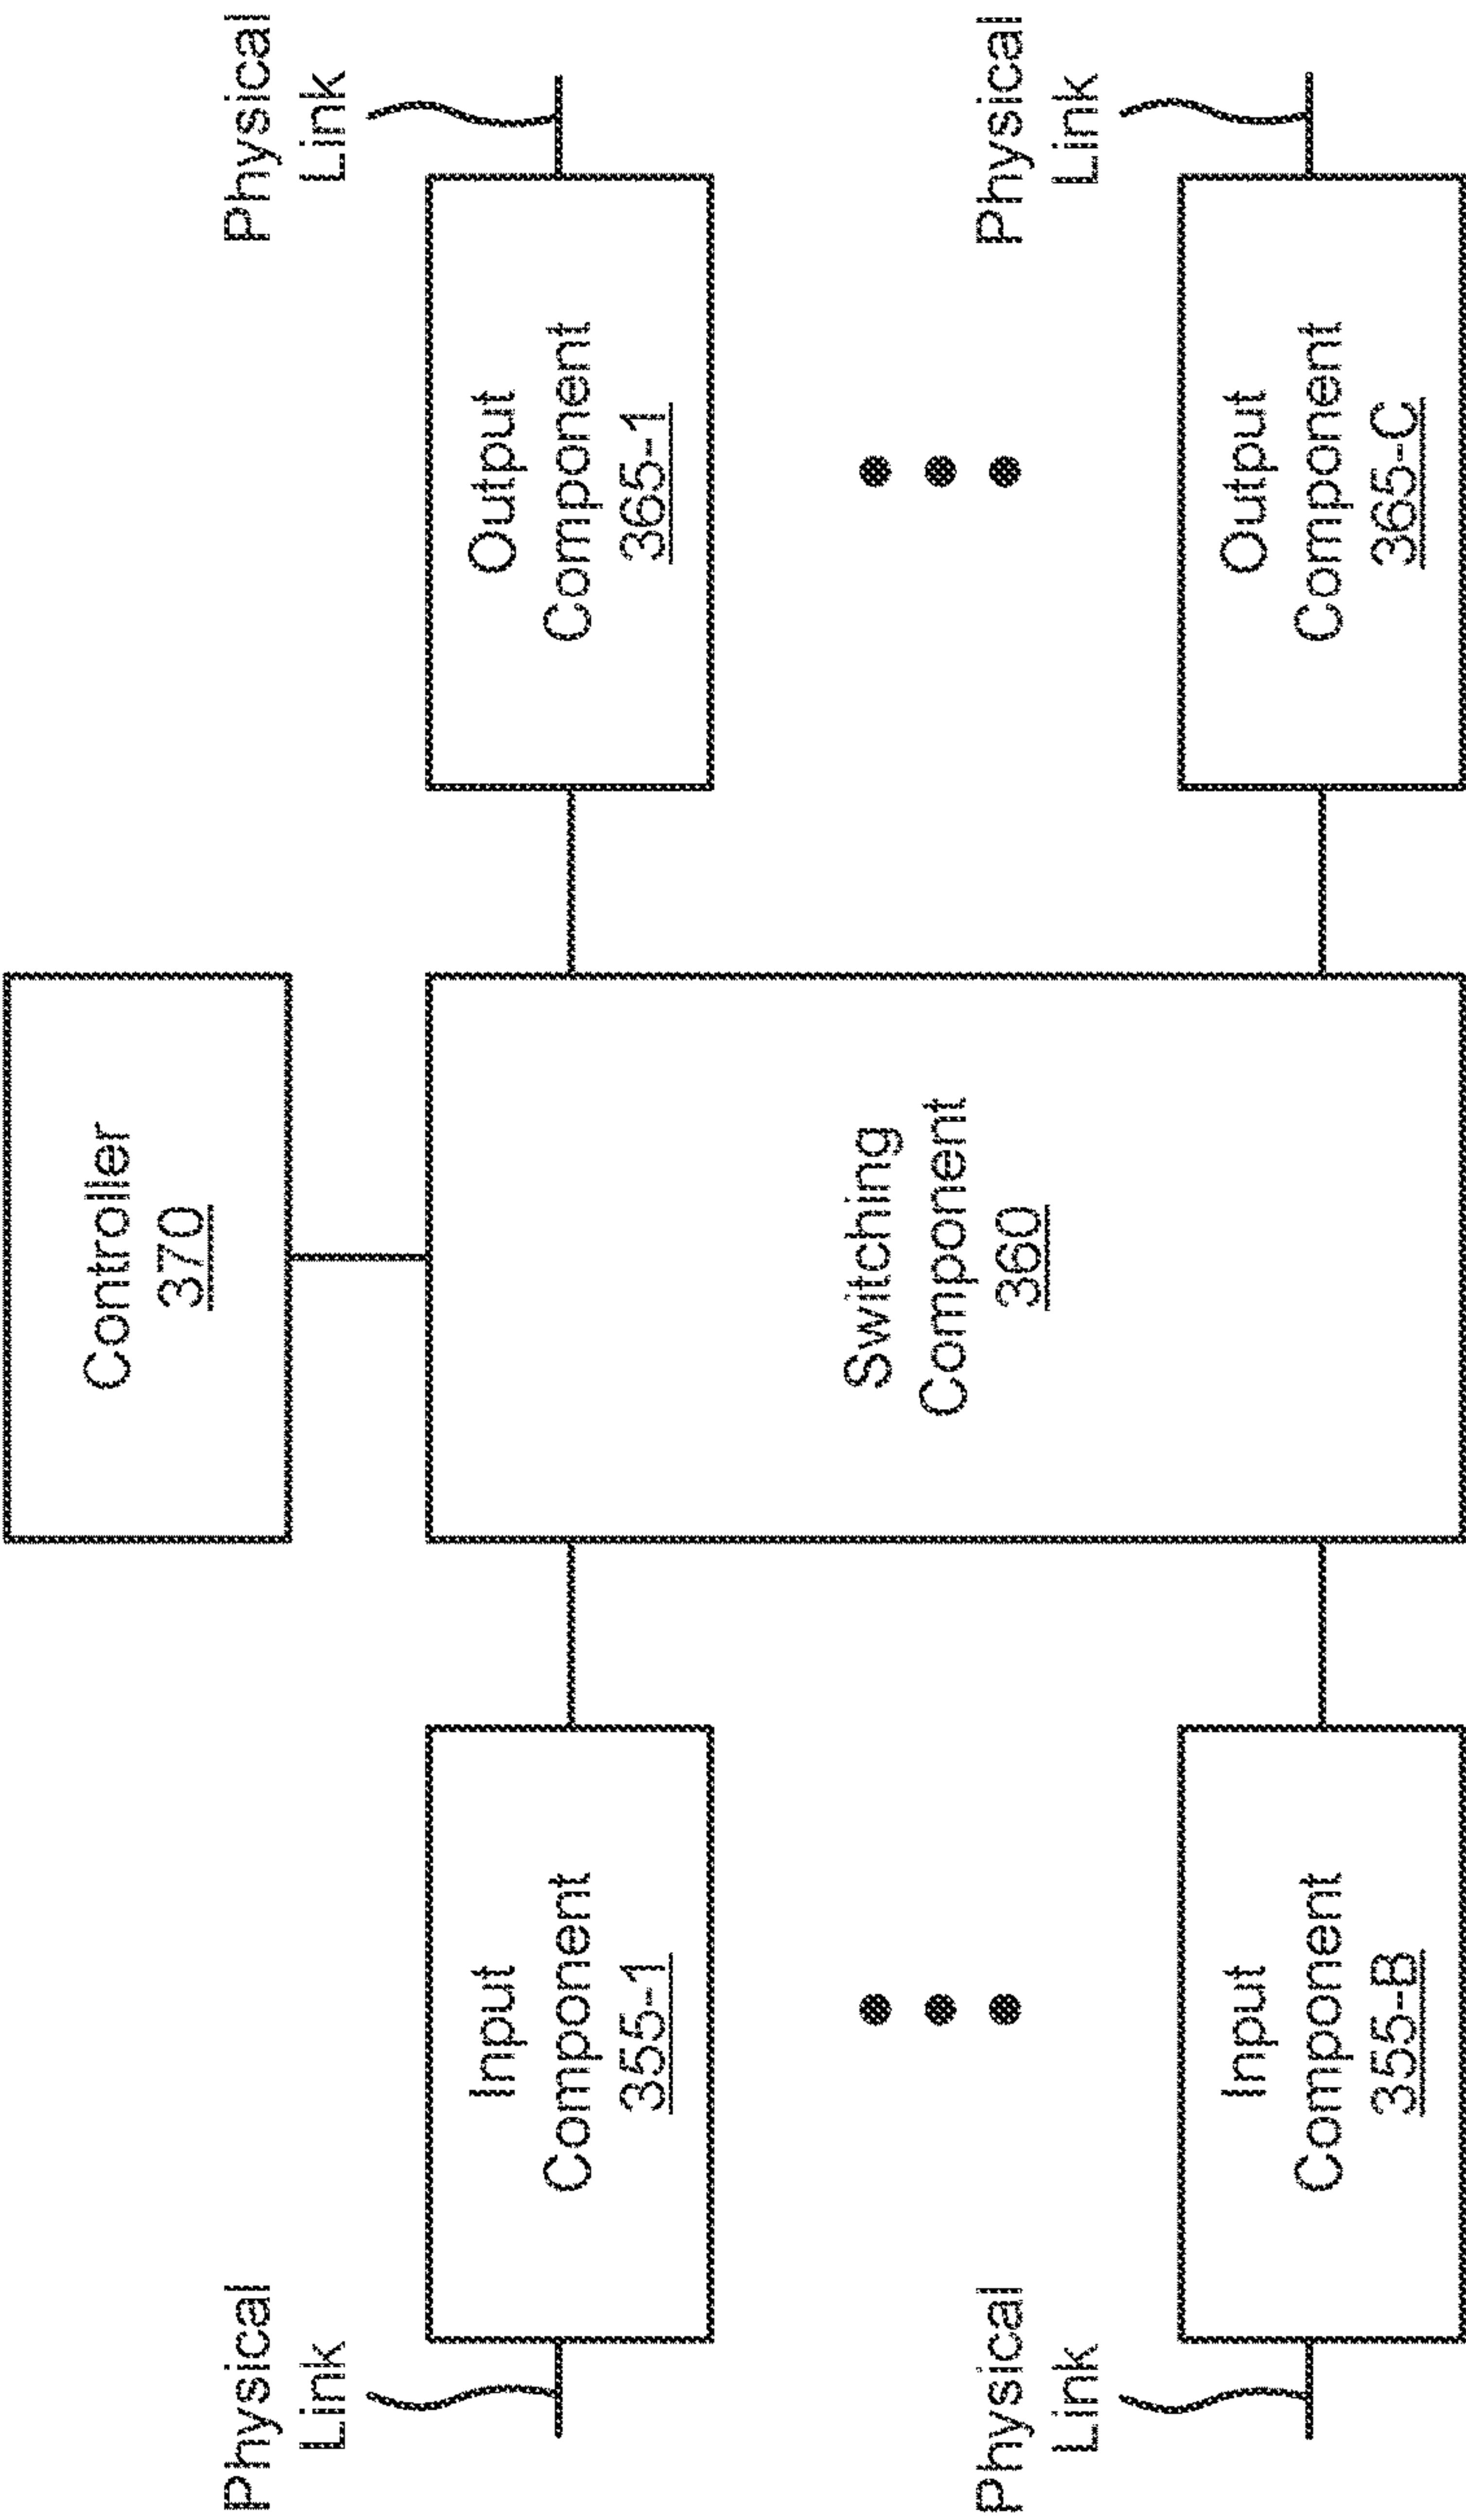 Controller
370
Physical
Link
Input
Component
355-1
Switching
Component
360
Output
Component
365-1
Physical
Link
Physical
Link
Input
Component
355-B
Output
Component
365-C
Physical
Link